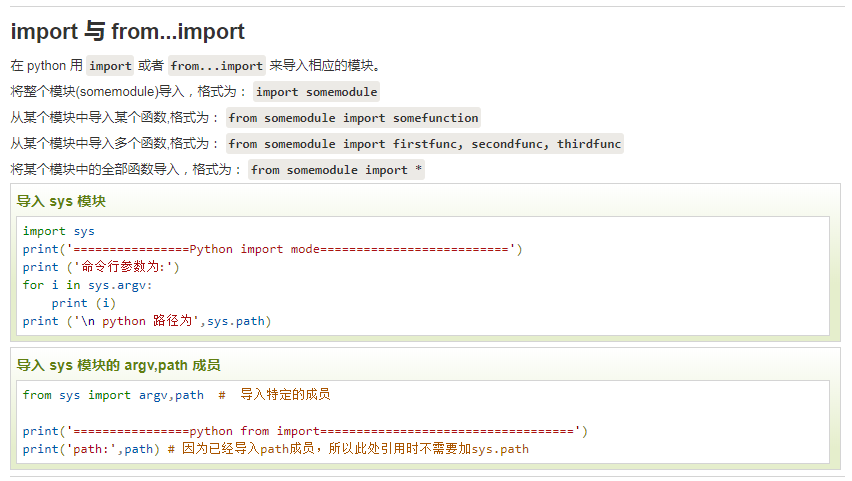 import 与 from...import
在 python 用 import 或者 from...import 来导入相应的模块。
将整个模块(somemodule)导入，格式为： import somemodule
从某个模块中导入某个函数,格式为： from somemodule import somefunction
从某个模块中导入多个函数,格式为： from somemodule import firstfunc, secondfunc, thirdfunc
将某个模块中的全部函数导入，格式为： from somemodule import *
导入 sys 模块
import sys
print('================Python import mode==========================')
print ('命令行参数为:')
for i in sys.argv:
    print (i)
print ('\n python 路径为',sys.path)
导入 sys 模块的 argv,path 成员
from sys import argv,path  #  导入特定的成员
print('================python from import===================================')
print('path:',path) # 因为已经导入path成员，所以此处引用时不需要加sys.path